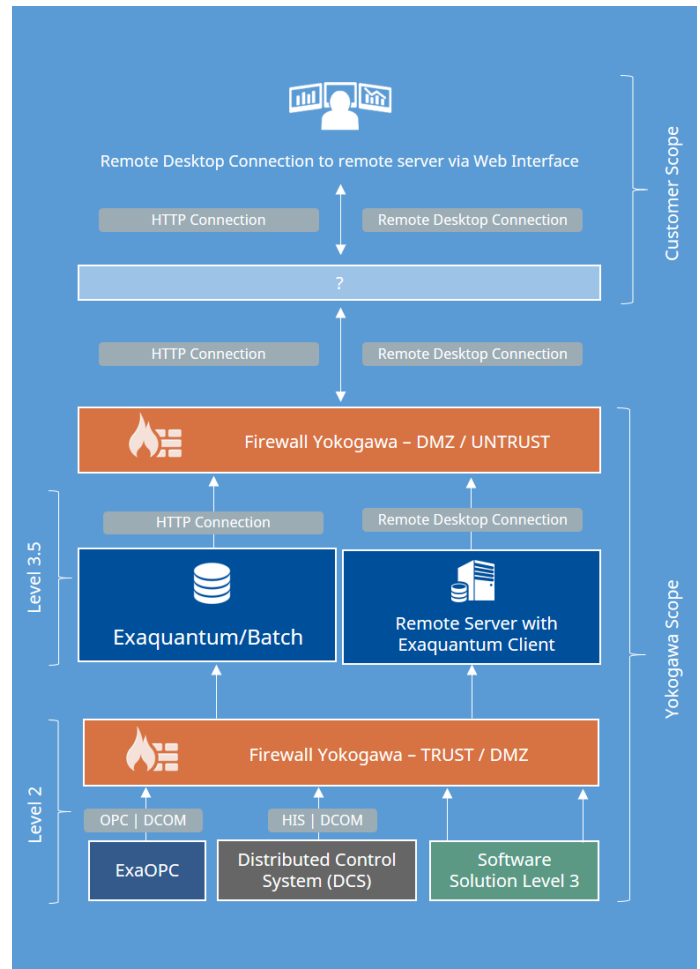 Remote Desktop Connection to remote server via Web Interface
HTTP Connection
Remote Desktop Connection
?
HTTP Connection
Remote Desktop Connection
Customer Scope
Firewall Yokogawa – DMZ / UNTRUST
HTTP Connection
Remote Desktop Connection
Level 3.5
Exaquantum/Batch
Remote Server with
Exaquantum Client
Yokogawa Scope
Firewall Yokogawa – TRUST / DMZ
Level 2
OPC | DCOM
HIS | DCOM
ExaOPC
Distributed Control
System (DCS)
Software
Solution Level 3